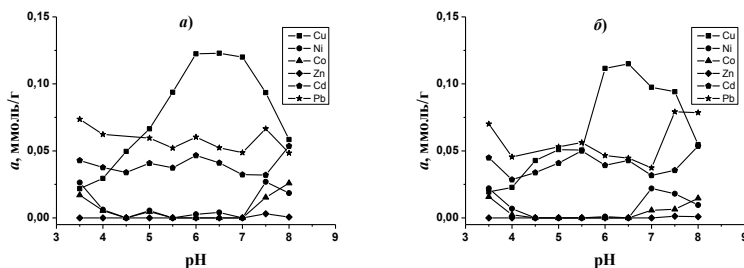 а)
0,15
0,10
0,05
0,00
a, ммоль/г
3 4 5 6 7 8 9
pH
Cu
Ni
Co
Zn
Cd
Pb
б)
0,15
0,10
0,05
0,00
a, ммоль/г
3 4 5 6 7 8 9
pH
Cu
Ni
Co
Zn
Cd
Pb